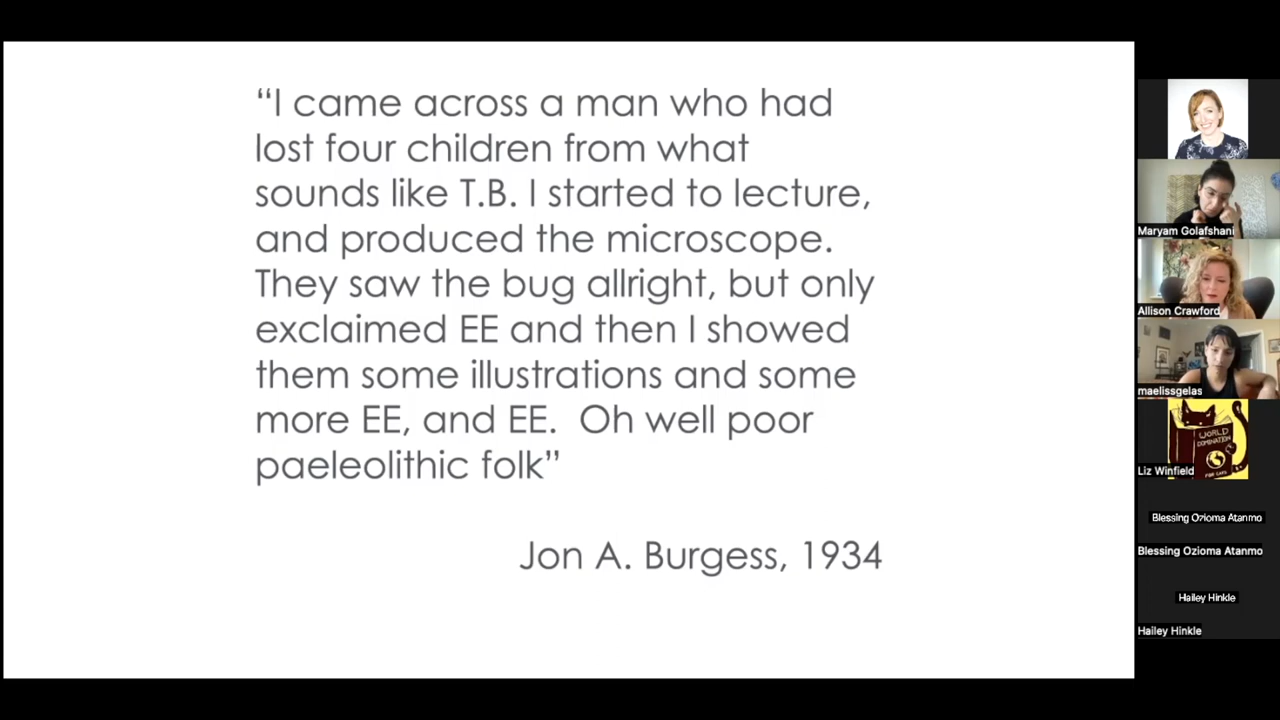 “I came across a man who had
lost four children from what
sounds like T.B. I started to lecture,
and produced the microscope.
They saw the bug allright, but only
exclaimed EE and then I showed
them some illustrations and some
more EE, and EE.  Oh well poor
paeleolithic folk”
Jon A. Burgess, 1934
Maryam Golafshani
Allison Crawford
maelissgelas
WORLD
DOMINATION
FOR CATS
Liz Winfield
Blessing Ozioma Atanmo
Blessing Ozioma Atanmo
Hailey Hinkle
Hailey Hinkle